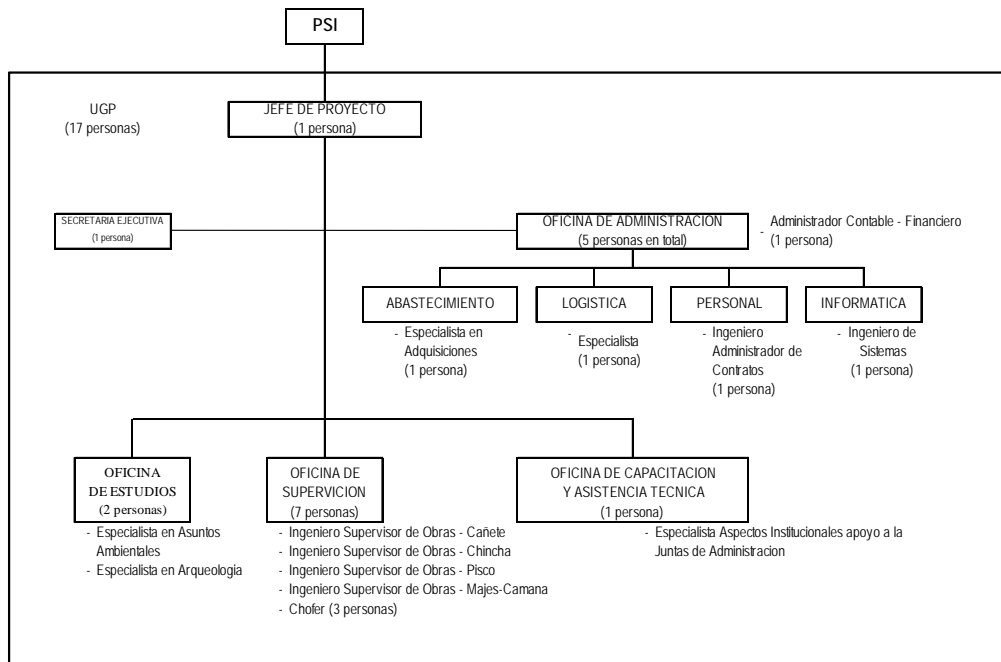 PSI
UGP
(17 personas)
JEFE DE PROYECTO
(1 persona)
SECRETARIA EJECUTIVA
(1 persona)
OFICINA DE ADMINISTRACION
(5 personas en total)
- Administrador Contable - Financiero
(1 persona)
ABASTECIMIENTO
- Especialista en
Adquisiciones
(1 persona)
LOGISTICA
- Especialista
(1 persona)
PERSONAL
- Ingeniero
Administrador de
Contratos
(1 persona)
INFORMATICA
- Ingeniero de
Sistemas
(1 persona)
OFICINA
DE ESTUDIOS
(2 personas)
- Especialista en Asuntos
Ambientales
- Especialista en Arqueologia
OFICINA DE
SUPERVICION
(7 personas)
- Ingeniero Supervisor de Obras - Cañete
- Ingeniero Supervisor de Obras - Chincha
- Ingeniero Supervisor de Obras - Pisco
- Ingeniero Supervisor de Obras - Majes-Camana
- Chofer (3 personas)
OFICINA DE CAPACITACION
Y ASISTENCIA TECNICA
(1 persona)
- Especialista Aspectos Institucionales apoyo a la
Juntas de Administracion